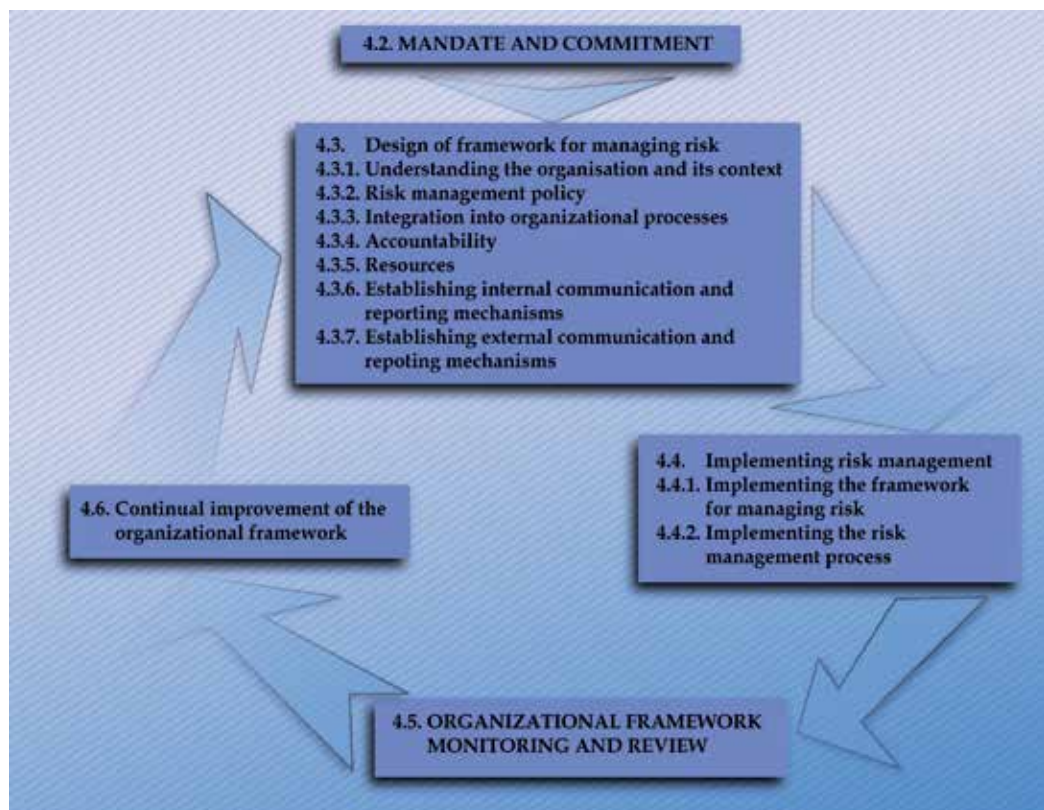 4.2. MANDATE AND COMMITMENT
4.3. Design of framework for managing risk
4.3.1. Understanding the organisation and its context
4.3.2. Risk management policy
4.3.3. Integration into organizational processes
4.3.4. Accountability
4.3.5. Resources
4.3.6. Establishing internal communication and
reporting mechanisms
4.3.7. Establishing external communication and
repoting mechanisms
4.4. Implementing risk management
4.4.1. Implementing the framework
for managing risk
4.4.2. Implementing the risk
management process
4.6. Continual improvement of the
organizational framework
4.5. ORGANIZATIONAL FRAMEWORK
MONITORING AND REVIEW